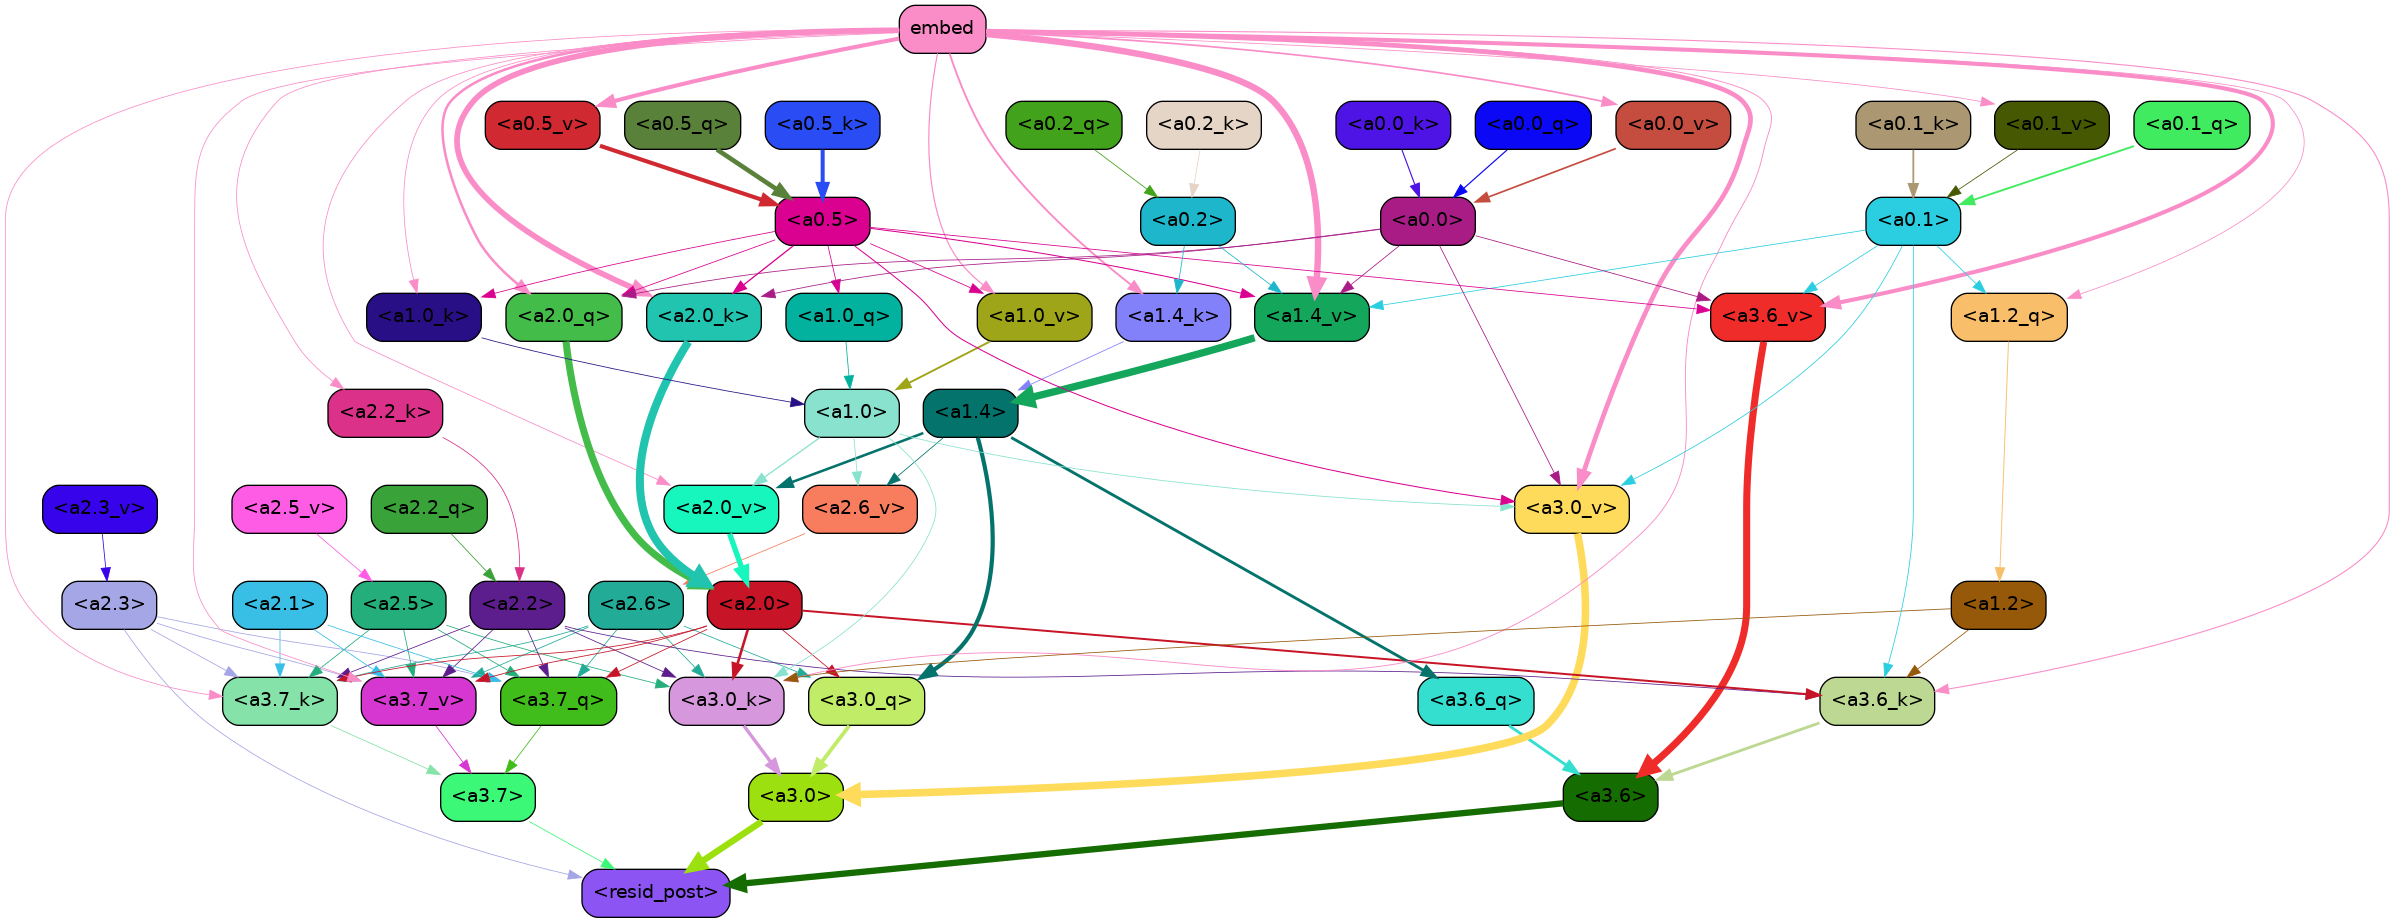 embed
<a0.5_v> <a0.5_q> <a0.5_k> <a0.2_q> <a0.2_k> <a0.0_k> <a0.0_q> <a0.0_v> <a0.1_k> <a0.1_v> <a0.1_q>
<a0.5> <a0.2> <a0.0> <a0.1>
<a1.0_k> <a2.0_q> <a2.0_k> <a1.0_q> <a1.0_v> <a1.4_k> <a1.4_v> <a3.6_v> <a1.2_q>
<a2.2_k> <a1.0> <a1.4>
<a2.3_v> <a2.5_v> <a2.2_q> <a2.0_v> <a2.6_v> <a3.0_v>
<a2.3> <a2.1> <a2.5> <a2.2> <a2.6> <a2.0> <a1.2>
<a3.7_k> <a3.7_v> <a3.7_q> <a3.0_k> <a3.0_q> <a3.6_q> <a3.6_k>
<a3.7> <a3.0> <a3.6>
<resid_post>